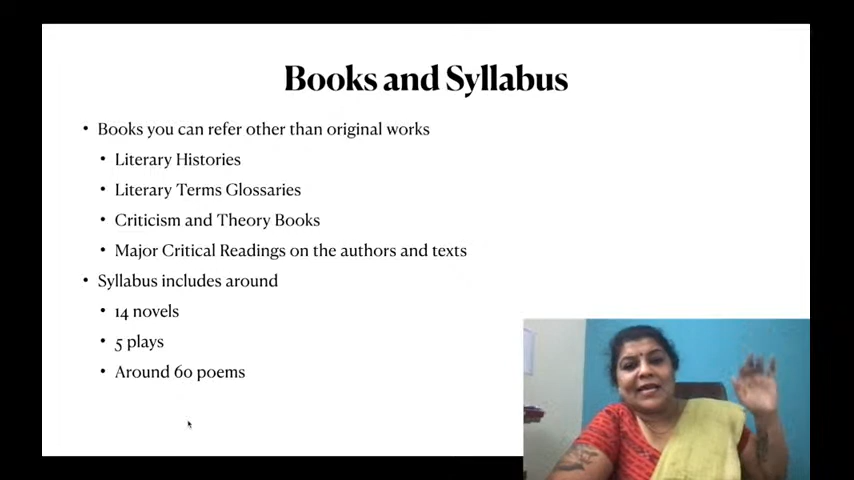 Books and Syllabus
• Books you can refer other than original works
• Literary Histories
• Literary Terms Glossaries
• Criticism and Theory Books
• Major Critical Readings on the authors and texts
• Syllabus includes around
• 14 novels
• 5 plays
• Around 60 poems